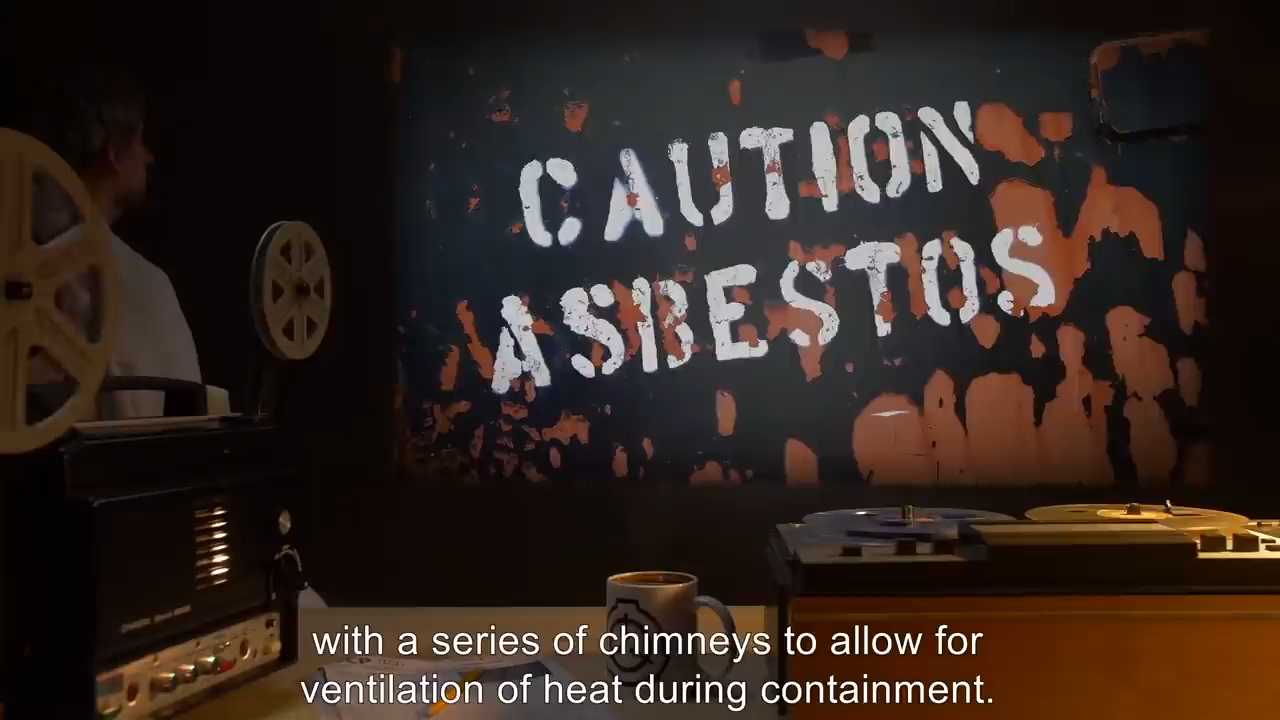 CAUTION
ASBESTOS
with a series of chimneys to allow for
ventilation of heat during containment.